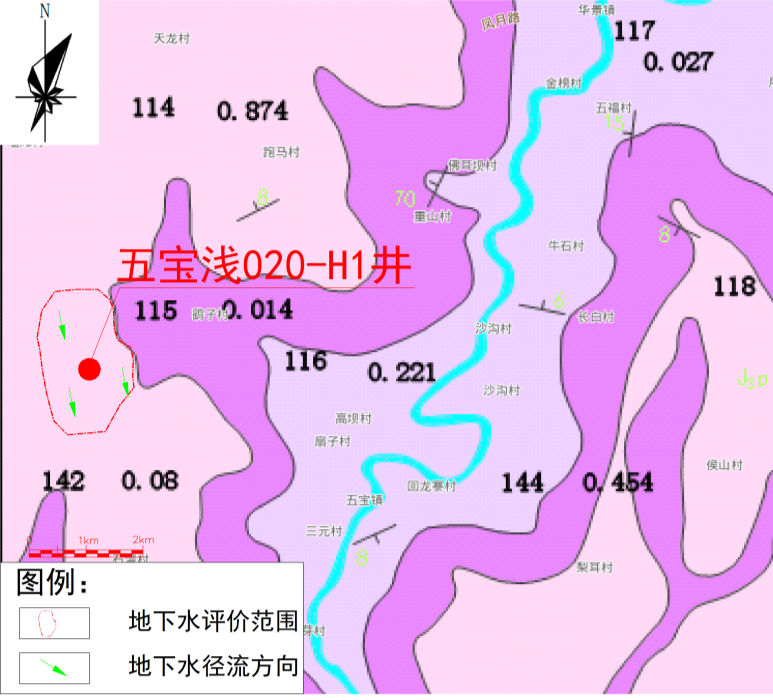 N
凤月路
华景镇
117
0.027
天龙村
金榜村
114
0.874
五福村
15
跑马村
佛耳坝村
70
8
董山村
8
牛石村
五宝浅020-H1井
118
6
115
鹞子村
0.014
长白村
沙沟村
116
0.221
J3p
沙沟村
高坝村
扇子村
侯山村
142
0.08
回龙寨村
144
0.454
五宝镇
三元村
0
1km
2km
8
梨耳村
图例：
地下水评价范围
地下水径流方向